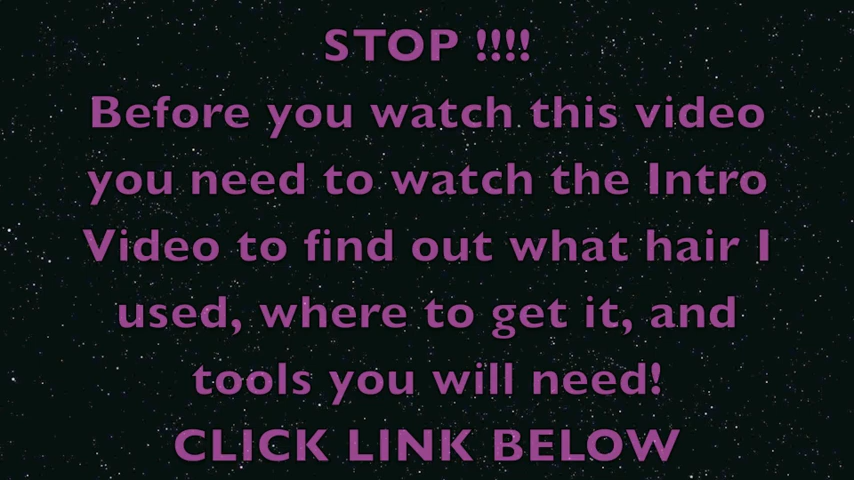 STOP !!!!
Before you watch this video
you need to watch the Intro
Video to find out what hair I
used, where to get it, and
tools you will need!
CLICK LINK BELOW